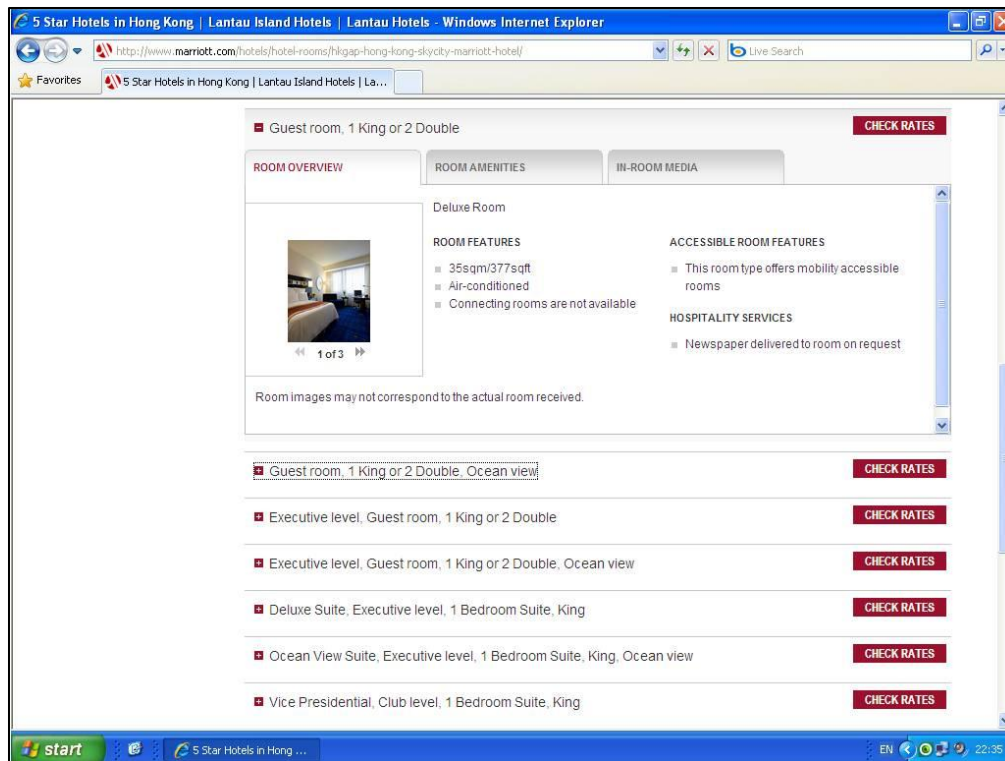 5 Star Hotels in Hong Kong | Lantau Island Hotels | Lantau Hotels - Windows Internet Explorer
http://www.marriott.com/hotels/hotel-rooms/hkgap-hong-kong-skycity-marriott-hotel/
Live Search
Favorites
5 Star Hotels in Hong Kong | Lantau Island Hotels | La...
Guest room, 1 King or 2 Double
CHECK RATES
ROOM OVERVIEW
ROOM AMENITIES
IN-ROOM MEDIA
Deluxe Room
ROOM FEATURES
35sqm/377sqft
Air-conditioned
Connecting rooms are not available
ACCESSIBLE ROOM FEATURES
This room type offers mobility accessible
rooms
HOSPITALITY SERVICES
Newspaper delivered to room on request
1 of 3
Room images may not correspond to the actual room received.
Guest room, 1 King or 2 Double, Ocean view
CHECK RATES
Executive level, Guest room, 1 King or 2 Double
CHECK RATES
Executive level, Guest room, 1 King or 2 Double, Ocean view
CHECK RATES
Deluxe Suite, Executive level, 1 Bedroom Suite, King
CHECK RATES
Ocean View Suite, Executive level, 1 Bedroom Suite, King, Ocean view
CHECK RATES
Vice Presidential, Club level, 1 Bedroom Suite, King
CHECK RATES
start
5 Star Hotels in Hong ...
EN
22:35